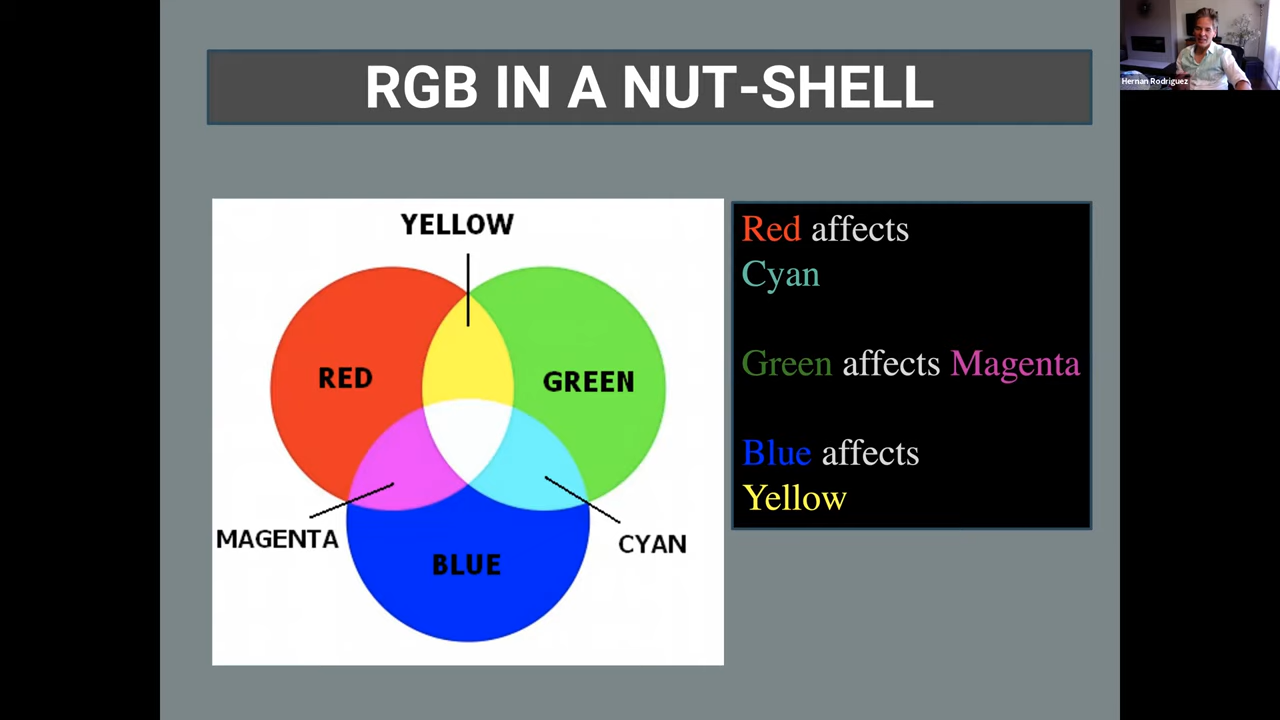 RGB IN A NUT-SHELL
Hernan Rodriguez
YELLOW
RED
GREEN
MAGENTA
CYAN
BLUE
Red affects
Cyan
Green affects Magenta
Blue affects
Yellow